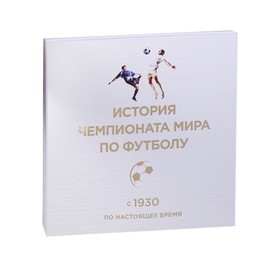 ИСТОРИЯ
ЧЕМПИОНАТА МИРА
ПО ФУТБОЛУ
с 1930
ПО НАСТОЯЩЕЕ ВРЕМЯ